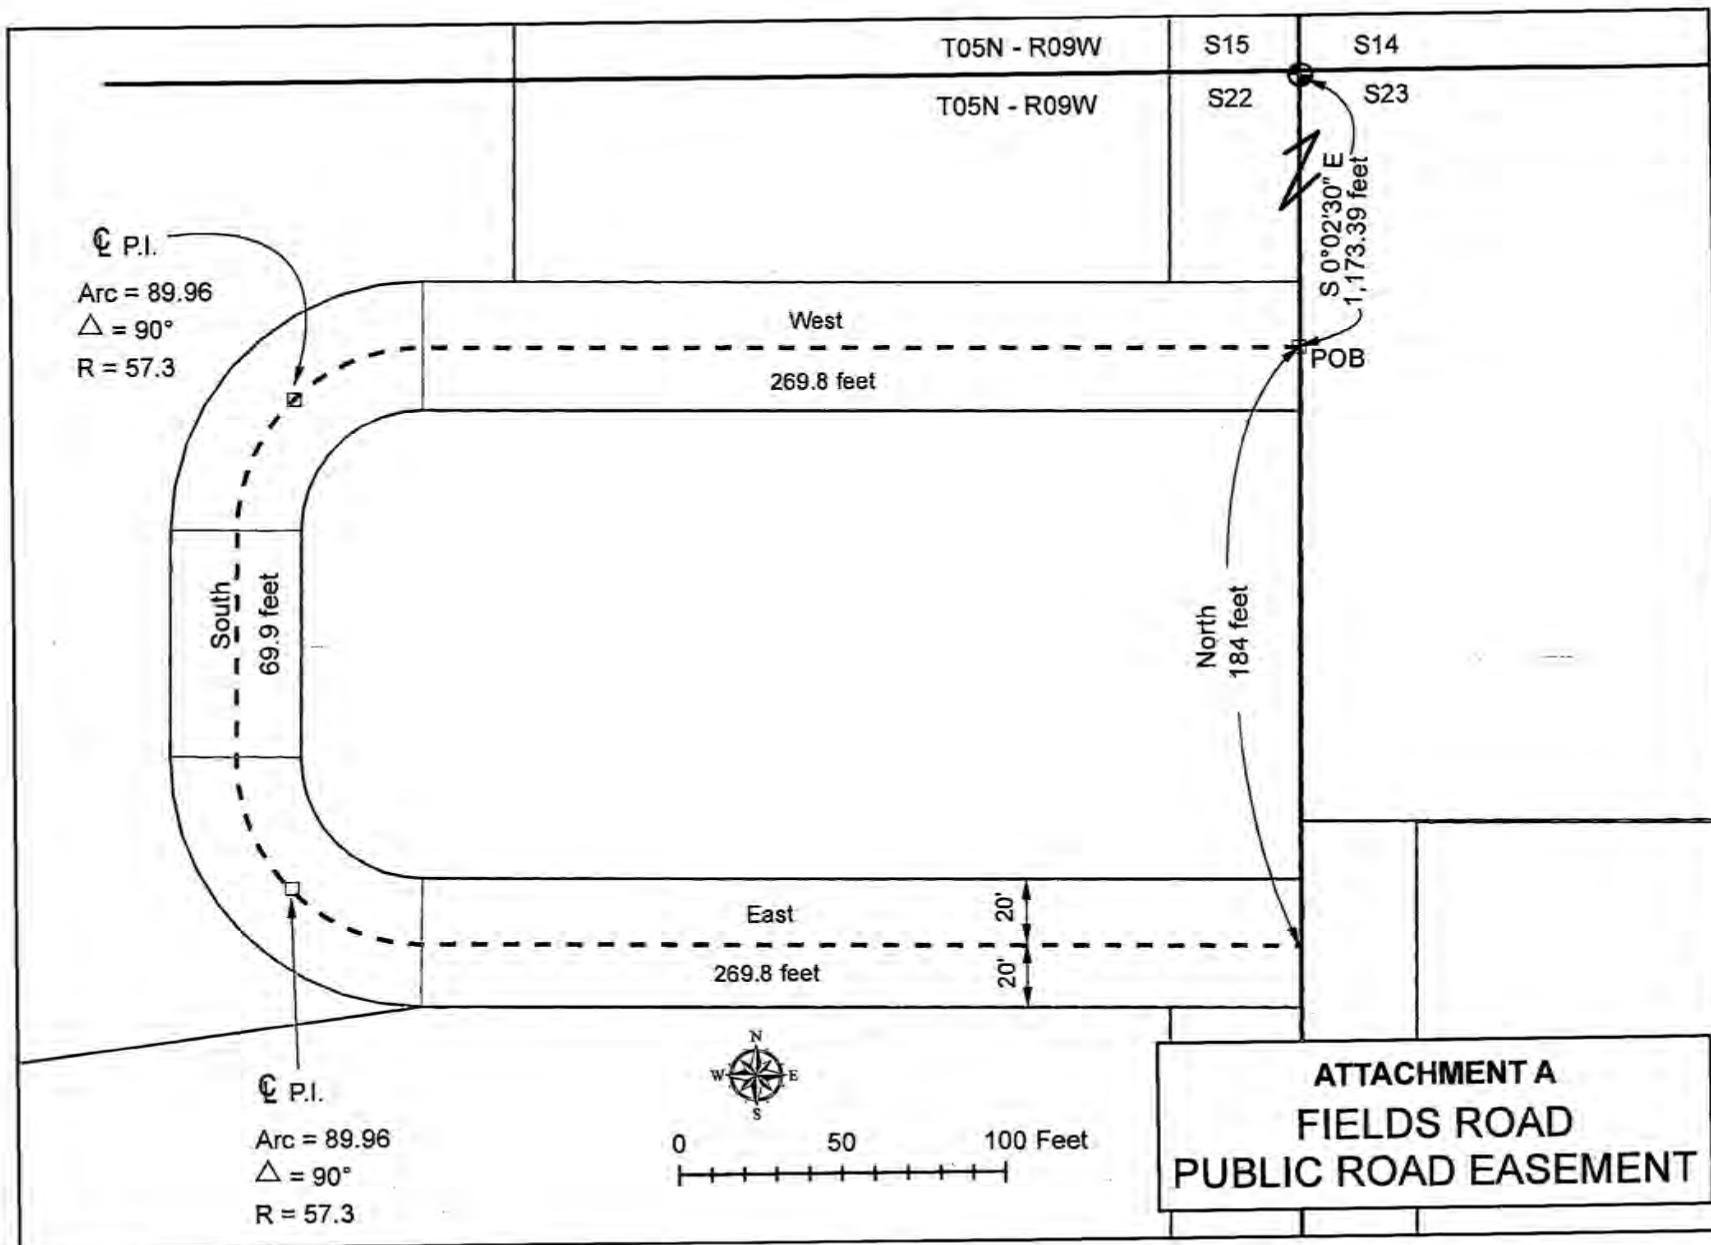 T05N - R09W
S15
S14
T05N - R09W
S22
S23
S 0°02'30" E
1,173.39 feet
℄ P.I.
Arc = 89.96
△ = 90°
R = 57.3
West
269.8 feet
POB
South
69.9 feet
North
184 feet
East
269.8 feet
20'
20'
℄ P.I.
Arc = 89.96
△ = 90°
R = 57.3
N
W
E
S
0 50 100 Feet
ATTACHMENT A
FIELDS ROAD
PUBLIC ROAD EASEMENT